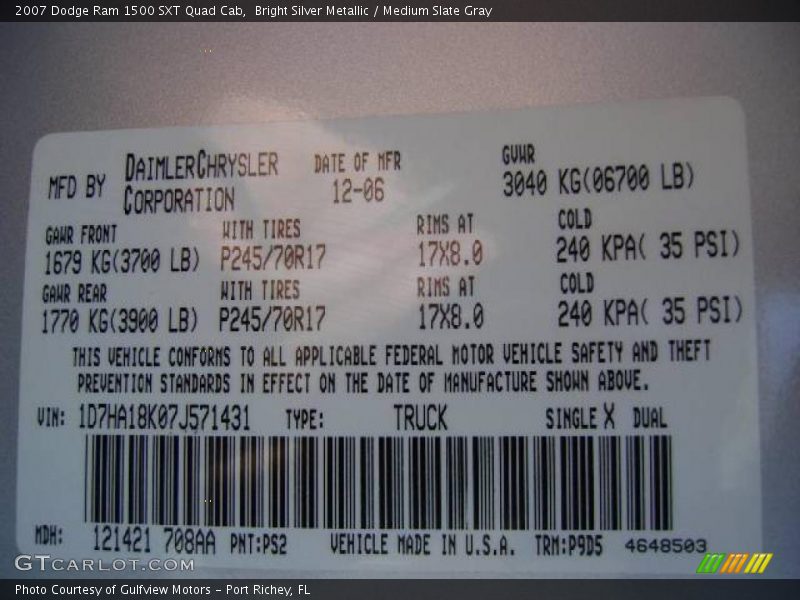 2007 Dodge Ram 1500 SXT Quad Cab,  Bright Silver Metallic / Medium Slate Gray
MFD BY DAIMLERCHRYSLER CORPORATION DATE OF MFR 12-06 GVWR 3040 KG(06700 LB)
GAWR FRONT WITH TIRES RIMS AT COLD
1679 KG(3700 LB) P245/70R17 17X8.0 240 KPA( 35 PSI)
GAWR REAR WITH TIRES RIMS AT COLD
1770 KG(3900 LB) P245/70R17 17X8.0 240 KPA( 35 PSI)
THIS VEHICLE CONFORMS TO ALL APPLICABLE FEDERAL MOTOR VEHICLE SAFETY AND THEFT
PREVENTION STANDARDS IN EFFECT ON THE DATE OF MANUFACTURE SHOWN ABOVE.
VIN: 1D7HA18K07J571431 TYPE: TRUCK SINGLE X DUAL
MDH: 121421 708AA PNT:PS2 VEHICLE MADE IN U.S.A. TRM:P9D5 4648503
GTCARLOT.COM
Photo Courtesy of Gulfview Motors – Port Richey, FL